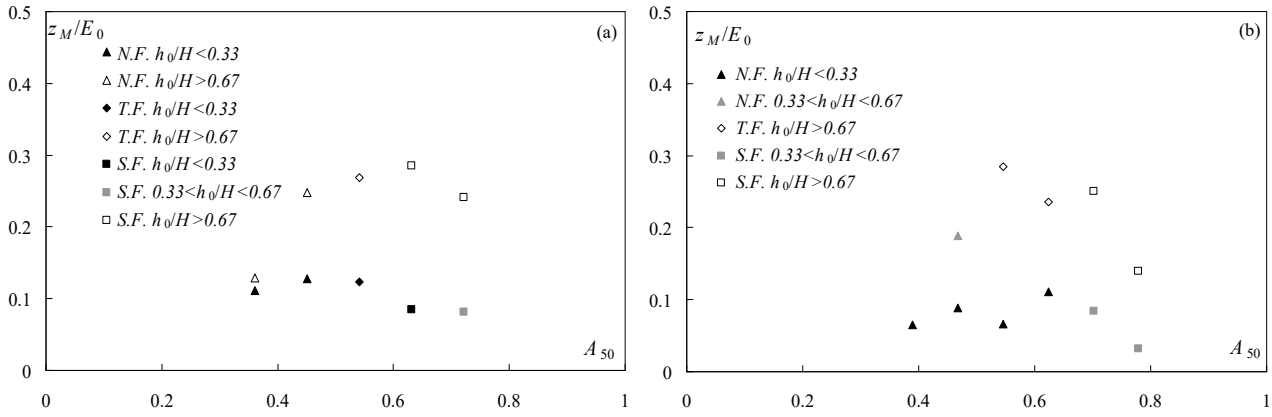 0.5
0.4
0.3
0.2
0.1
0
z_M/E_0
(a)
N.F. h_0/H<0.33
N.F. h_0/H>0.67
T.F. h_0/H<0.33
T.F. h_0/H>0.67
S.F. h_0/H<0.33
S.F. 0.33<h_0/H<0.67
S.F. h_0/H>0.67
A_50
0 0.2 0.4 0.6 0.8 1
0.5
0.4
0.3
0.2
0.1
0
z_M/E_0
(b)
N.F. h_0/H<0.33
N.F. 0.33<h_0/H<0.67
T.F. h_0/H>0.67
S.F. 0.33<h_0/H<0.67
S.F. h_0/H>0.67
A_50
0 0.2 0.4 0.6 0.8 1